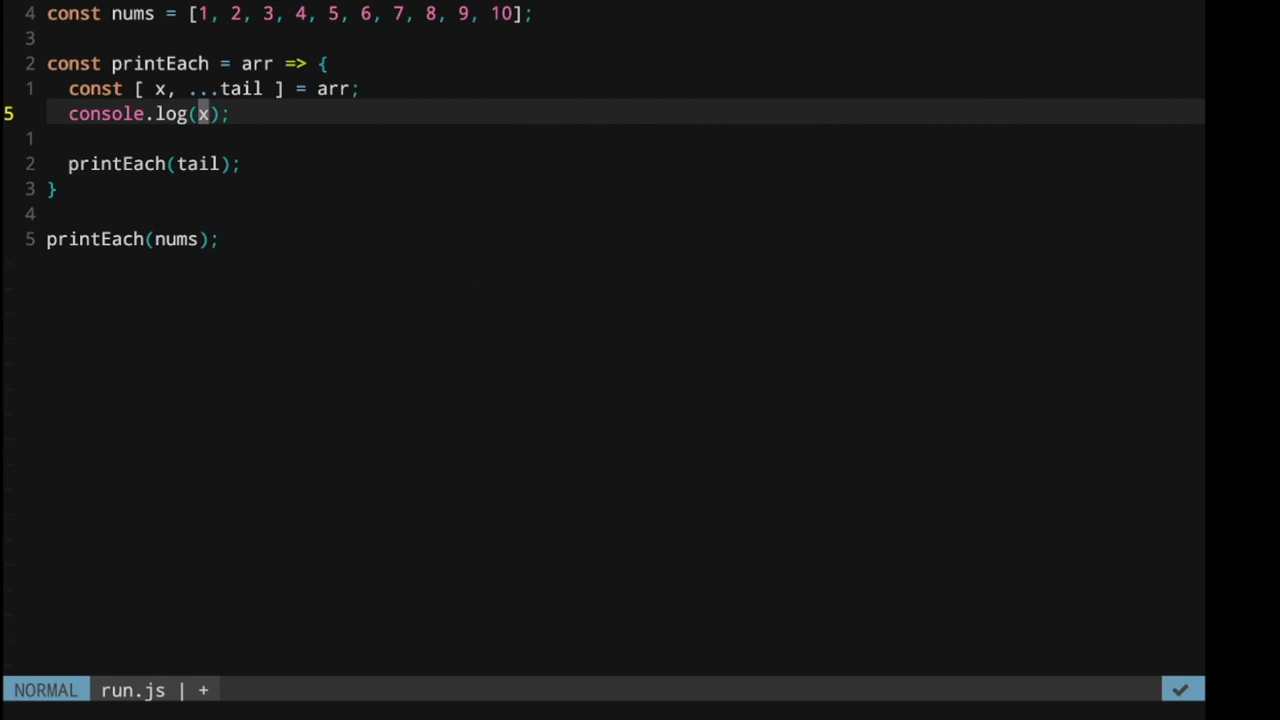 4 const nums = [1, 2, 3, 4, 5, 6, 7, 8, 9, 10];
3
2 const printEach = arr => {
1   const [ x, ...tail ] = arr;
5   console.log(x);
1
2   printEach(tail);
3 }
4
5 printEach(nums);
NORMAL run.js | +